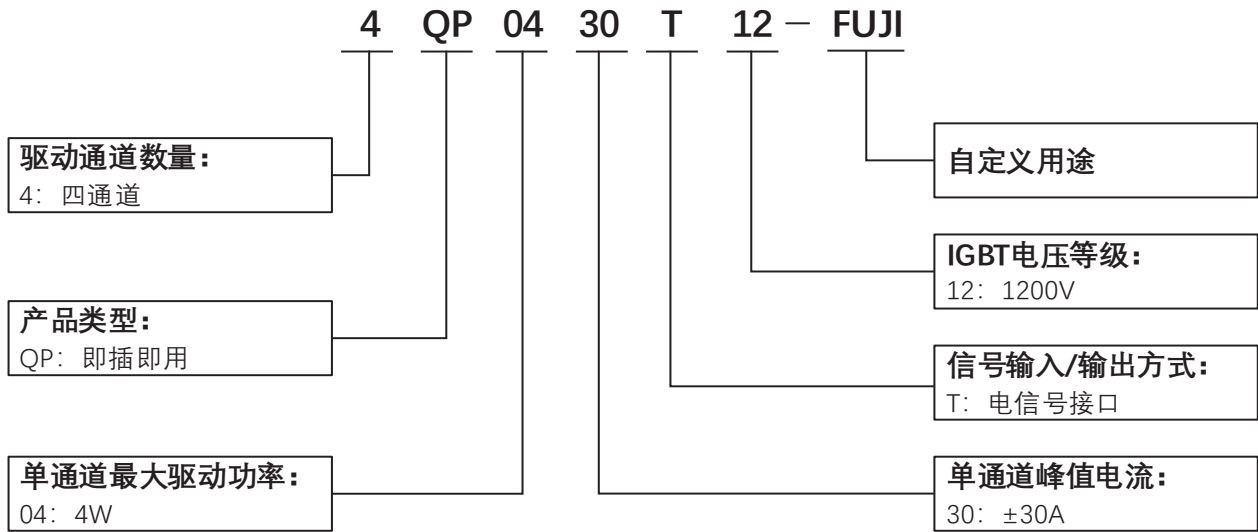 4 QP 04 30 T 12 － FUJI
驱动通道数量：
4：四通道
产品类型：
QP：即插即用
单通道最大驱动功率：
04：4W
自定义用途
IGBT电压等级：
12：1200V
信号输入/输出方式：
T：电信号接口
单通道峰值电流：
30：±30A